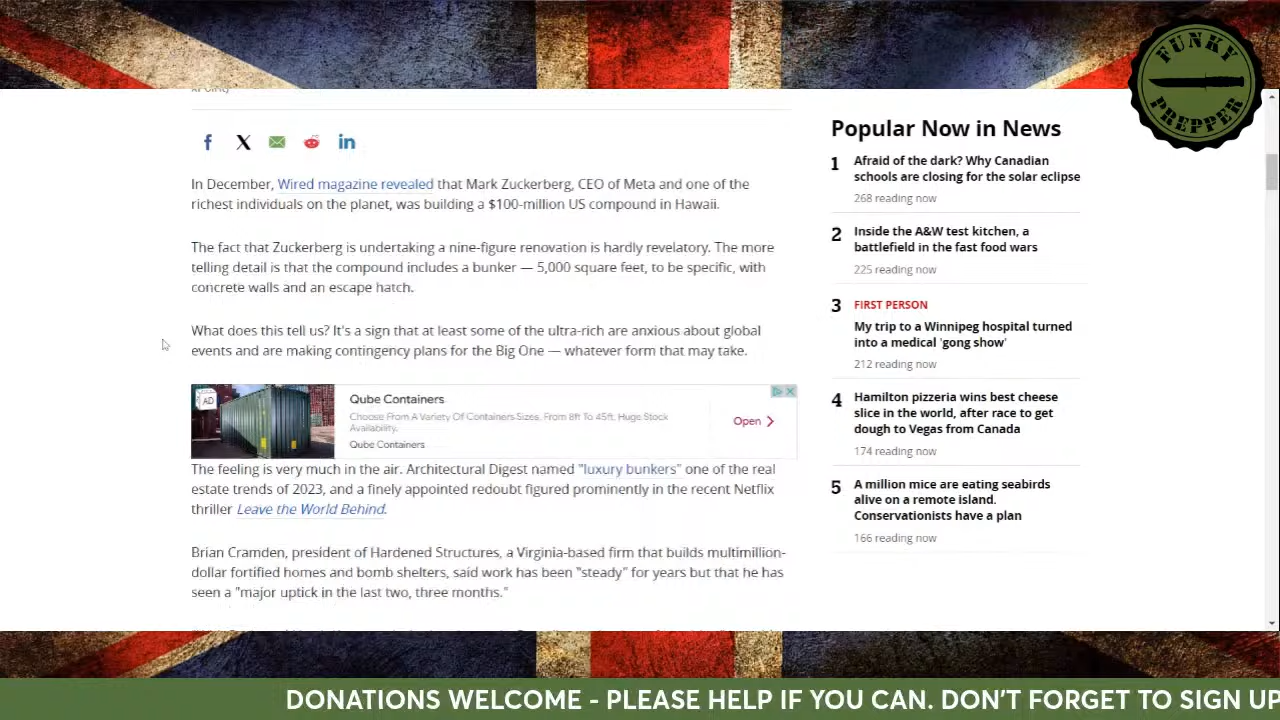 FUNKY
PREPPER
In December, Wired magazine revealed that Mark Zuckerberg, CEO of Meta and one of the
richest individuals on the planet, was building a $100-million US compound in Hawaii.
The fact that Zuckerberg is undertaking a nine-figure renovation is hardly revelatory. The more
telling detail is that the compound includes a bunker — 5,000 square feet, to be specific, with
concrete walls and an escape hatch.
What does this tell us? It's a sign that at least some of the ultra-rich are anxious about global
events and are making contingency plans for the Big One — whatever form that may take.
AD
Qube Containers
Choose From A Variety Of Containers Sizes, From 8ft To 45ft, Huge Stock
Availability.
Qube Containers
Open
The feeling is very much in the air. Architectural Digest named "luxury bunkers" one of the real
estate trends of 2023, and a finely appointed redoubt figured prominently in the recent Netflix
thriller Leave the World Behind.
Brian Cramden, president of Hardened Structures, a Virginia-based firm that builds multimillion-
dollar fortified homes and bomb shelters, said work has been "steady" for years but that he has
seen a "major uptick in the last two, three months."
Popular Now in News
1
Afraid of the dark? Why Canadian
schools are closing for the solar eclipse
268 reading now
2
Inside the A&W test kitchen, a
battlefield in the fast food wars
225 reading now
3
FIRST PERSON
My trip to a Winnipeg hospital turned
into a medical 'gong show'
212 reading now
4
Hamilton pizzeria wins best cheese
slice in the world, after race to get
dough to Vegas from Canada
174 reading now
5
A million mice are eating seabirds
alive on a remote island.
Conservationists have a plan
166 reading now
DONATIONS WELCOME - PLEASE HELP IF YOU CAN. DON'T FORGET TO SIGN UP